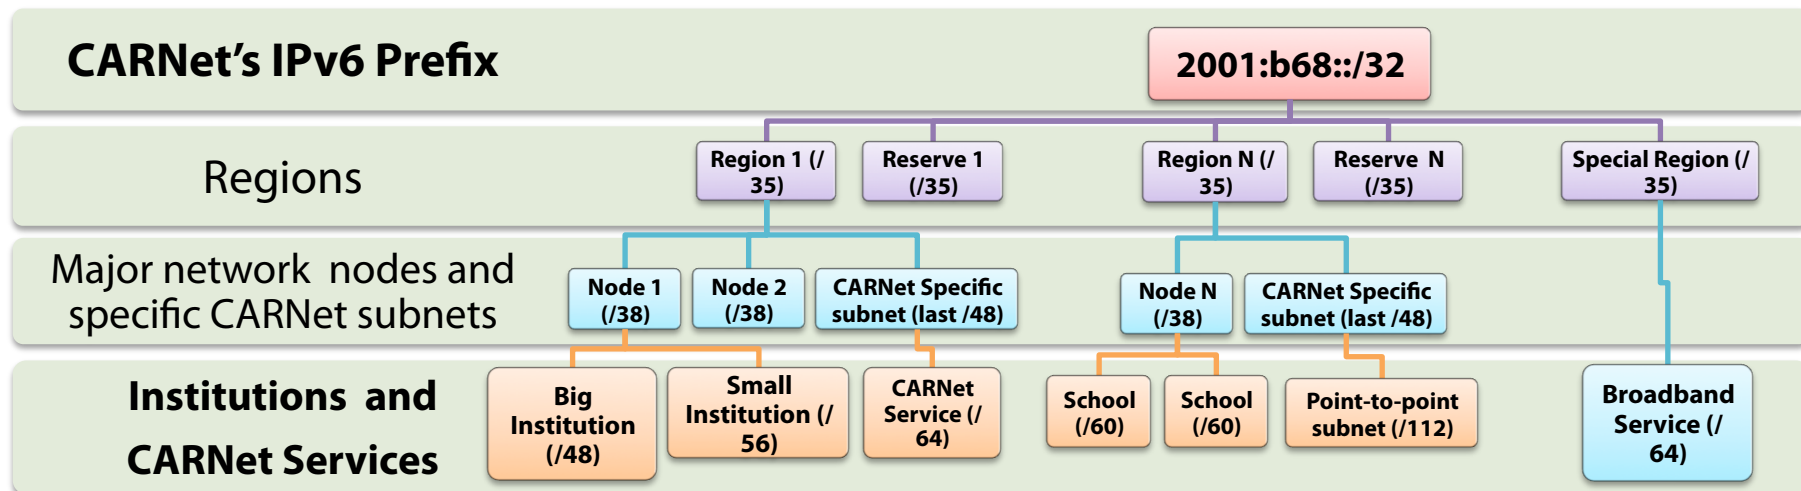 CARNet's IPv6 Prefix
2001:b68::/32
Regions
Region 1 (/
35)
Reserve 1
(/35)
Region N (/
35)
Reserve  N
(/35)
Special Region (/
35)
Major network  nodes and
specific CARNet subnets
Node 1
(/38)
Node 2
(/38)
CARNet Specific
subnet (last /48)
Node N
(/38)
CARNet Specific
subnet (last /48)
Institutions  and
CARNet Services
Big
Institution
(/48)
Small
Institution (/
56)
CARNet
Service (/
64)
School
(/60)
School
(/60)
Point-to-point
subnet (/112)
Broadband
Service (/
64)